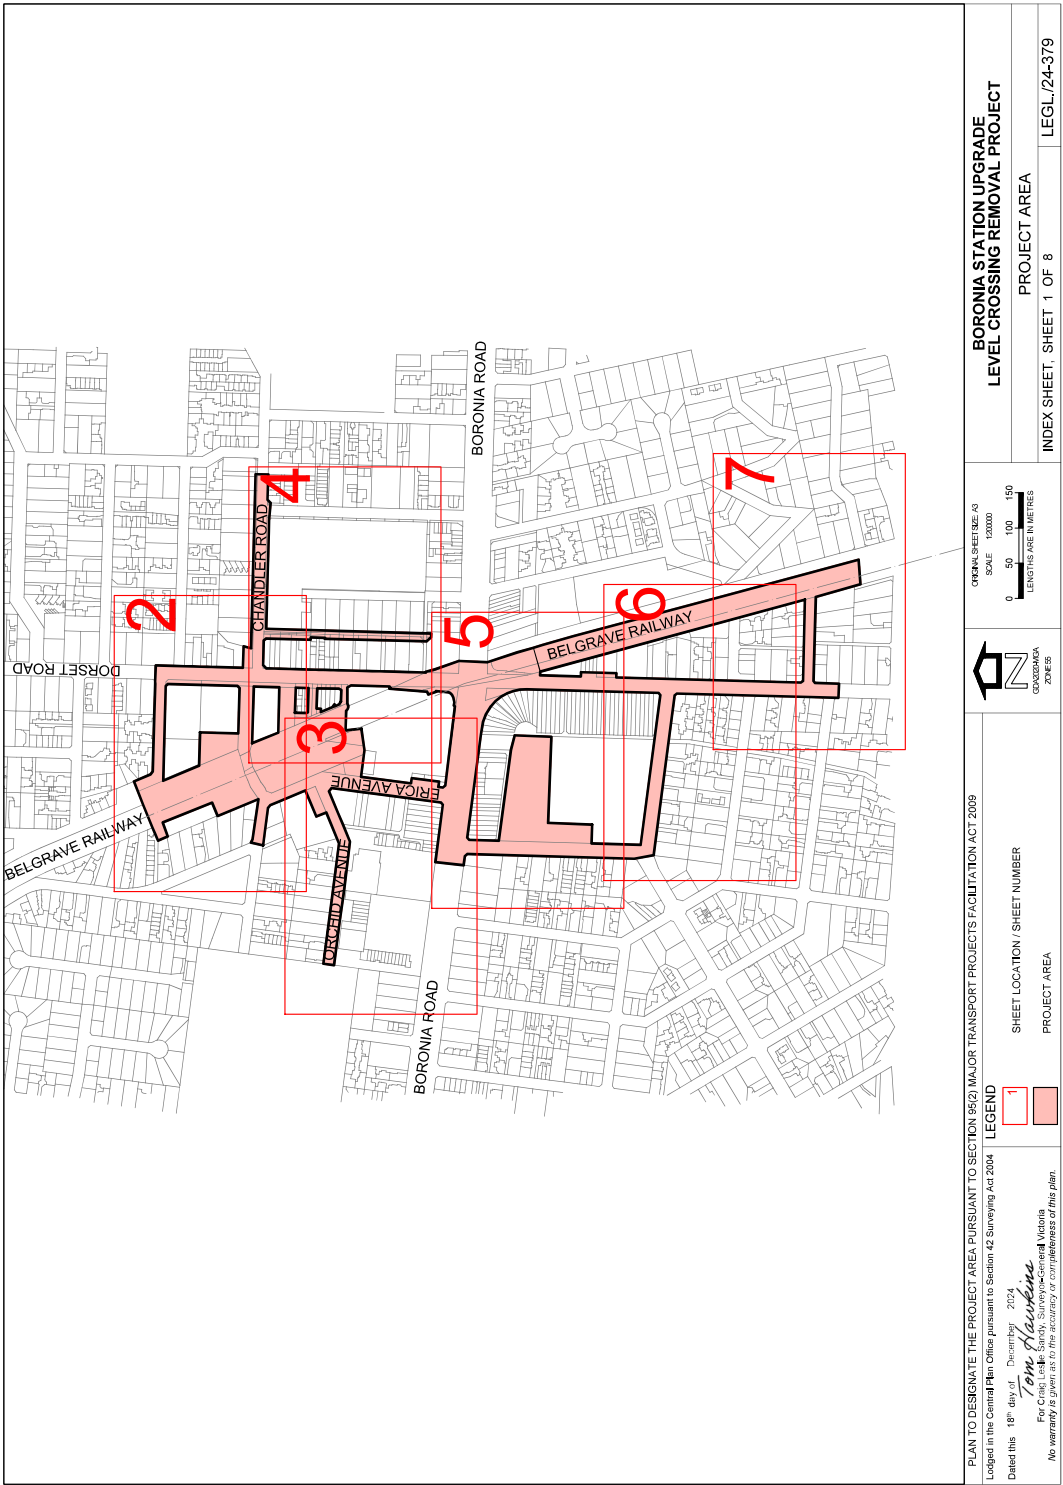 DORSET ROAD
BELGRAVE RAILWAY
CHANDLER ROAD
BORONIA ROAD
2
4
3
ERICA AVENUE
ORCHID AVENUE
5
BELGRAVE RAILWAY
6
7
BORONIA ROAD
PLAN TO DESIGNATE THE PROJECT AREA PURSUANT TO SECTION 95(2) MAJOR TRANSPORT PROJECTS FACILITATION ACT 2009
Lodged in the Central Plan Office pursuant to Section 42 Surveying Act 2004
Dated this 18th day of December 2024
Tom Hawkins
For Craig Leslie Sandy, Surveyor-General Victoria
No warranty is given as to the accuracy or completeness of this plan.
LEGEND
1
SHEET LOCATION / SHEET NUMBER
PROJECT AREA
N
GDA2020-MGA
ZONE 55
ORIGINAL SHEET SIZE A3
SCALE
0 50 100 150
LENGTHS ARE IN METRES
BORONIA STATION UPGRADE
LEVEL CROSSING REMOVAL PROJECT
PROJECT AREA
INDEX SHEET, SHEET 1 OF 8
LEGL./24-379